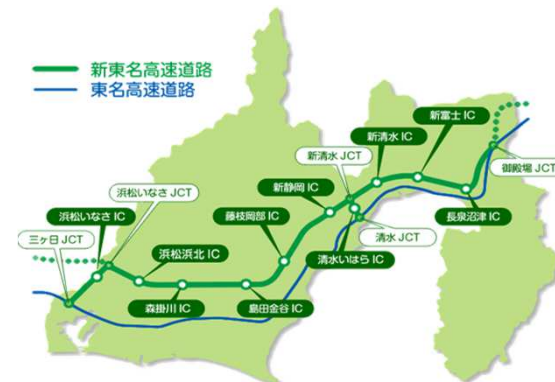 新東名高速道路
東名高速道路
新富士 IC
新清水 IC
新清水 JCT
御殿場 JCT
新静岡 IC
浜松いなさ JCT
浜松いなさ IC
藤枝岡部 IC
長泉沼津 IC
三ヶ日 JCT
清水 JCT
浜松浜北 IC
清水いはら IC
森掛川 IC
島田金谷 IC